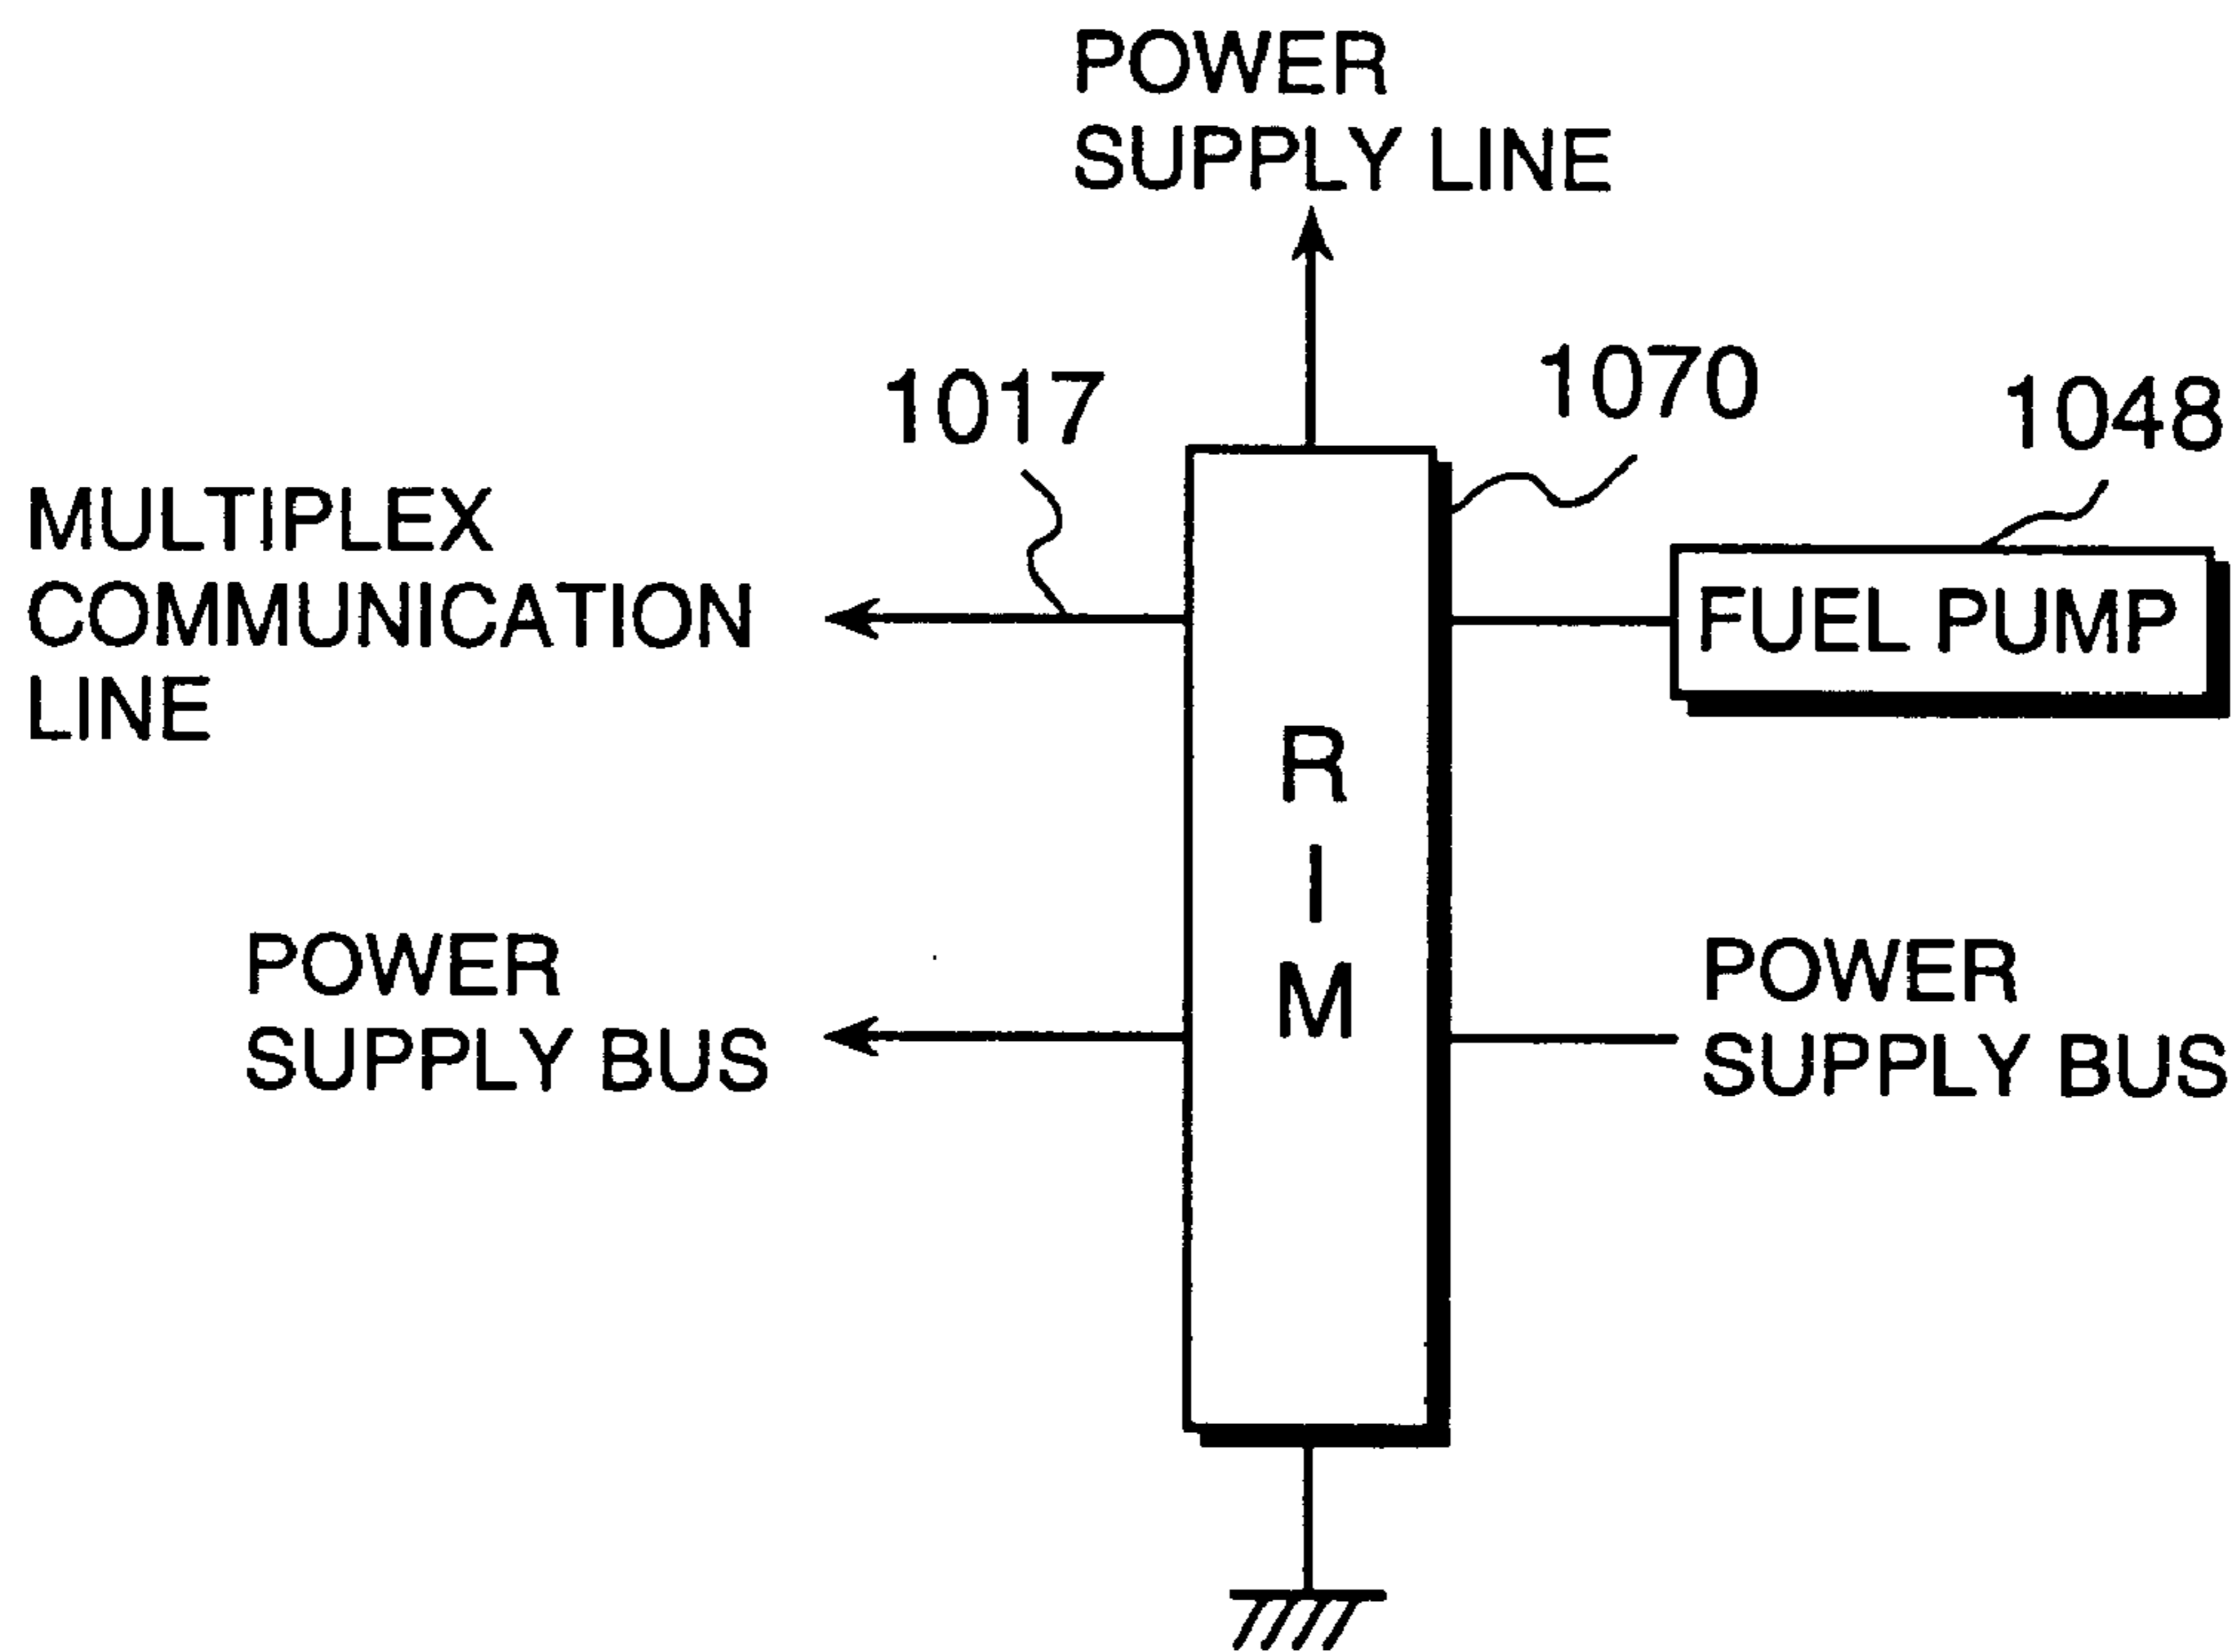 POWER
SUPPLY LINE
1017
1070
1048
MULTIPLEX
COMMUNICATION
LINE
FUEL PUMP
R
I
M
POWER
SUPPLY BUS
POWER
SUPPLY BUS